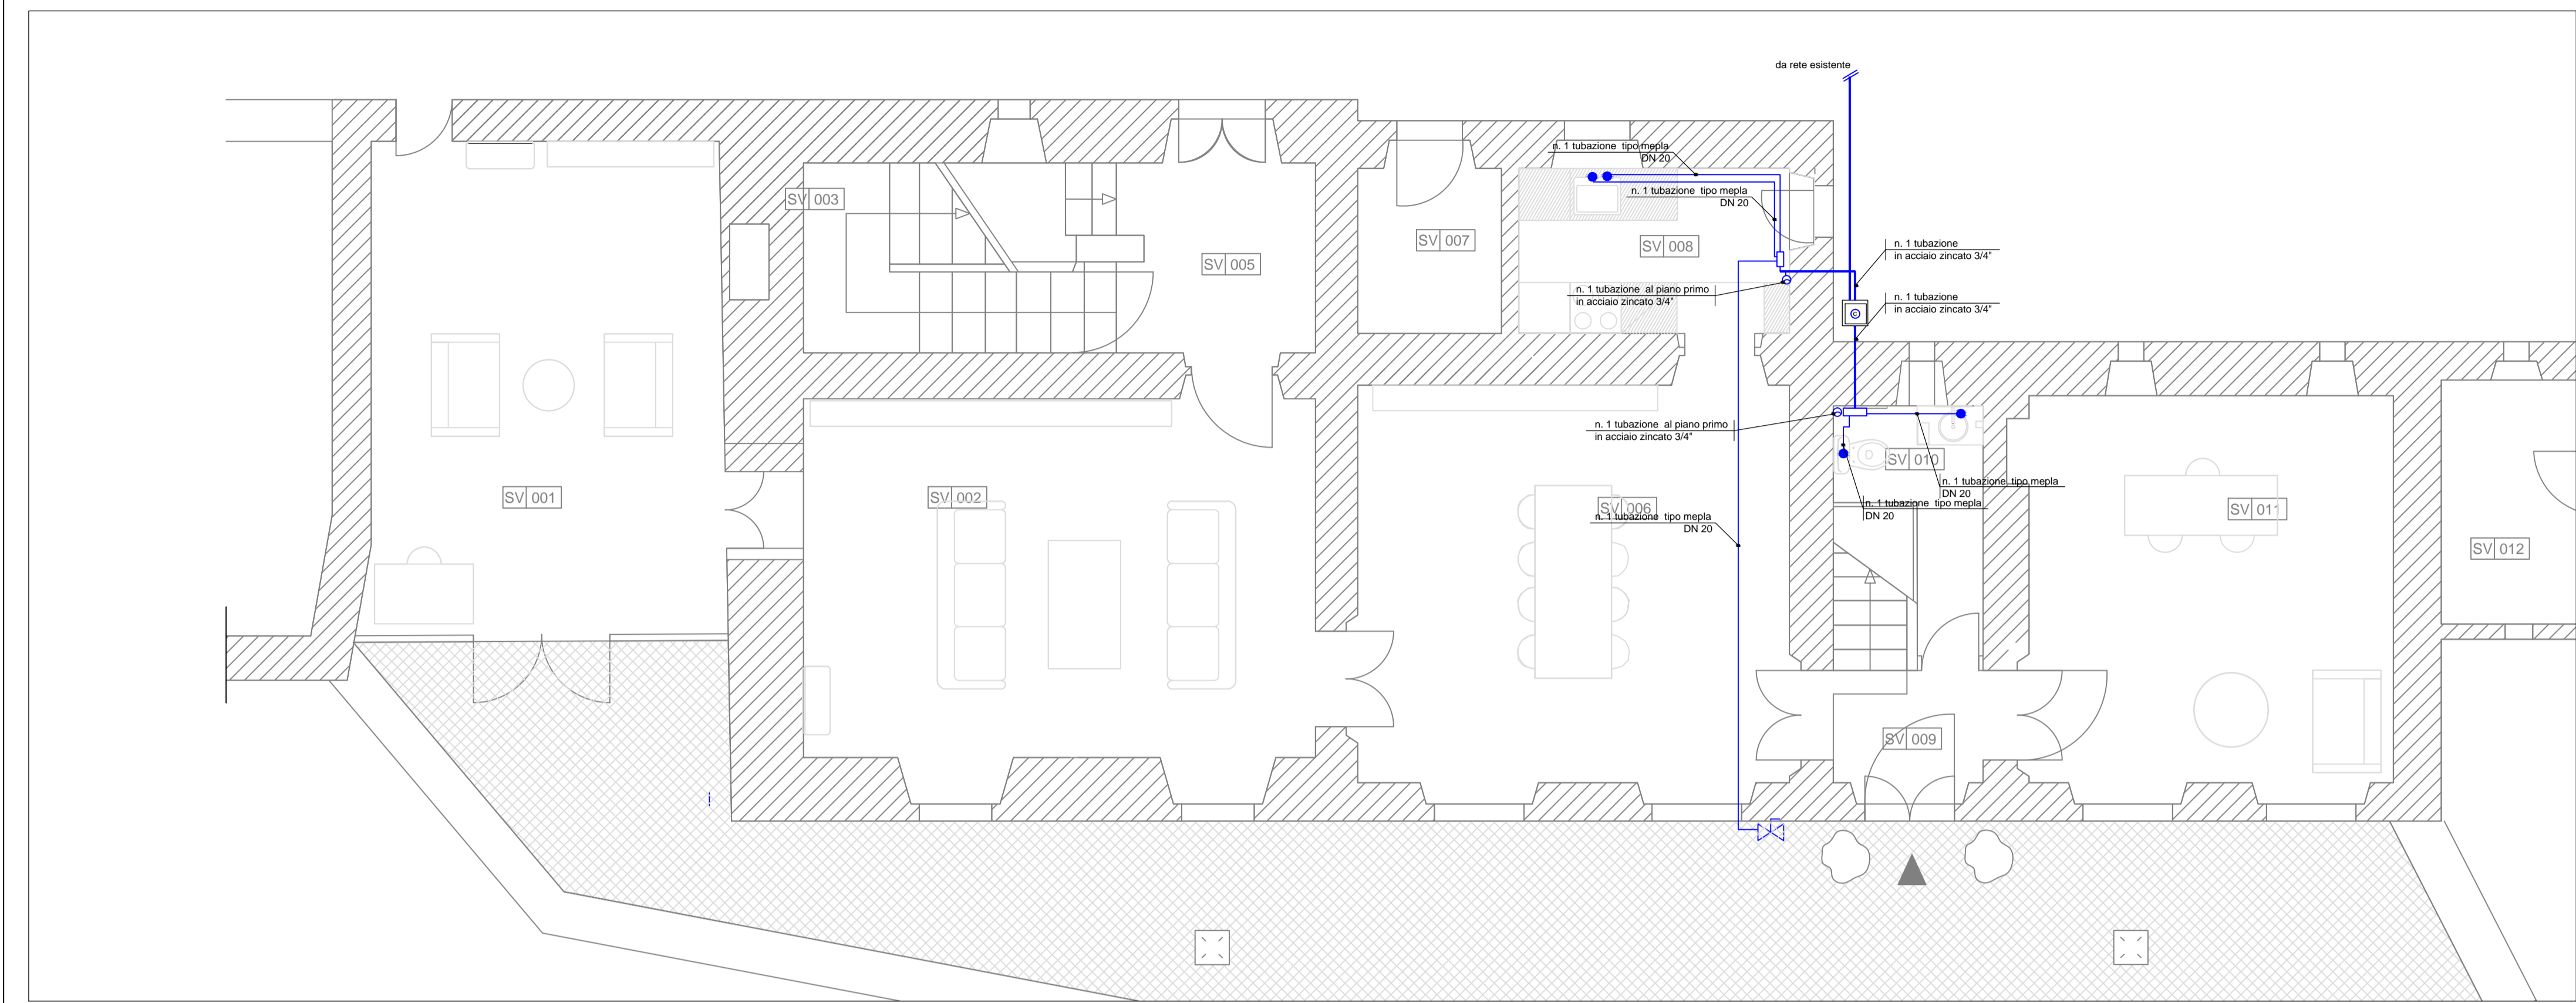 da rete esistente
n. 1 tubazione tipo mepla
DN 20
n. 1 tubazione tipo mepla
DN 20
SV 003
SV 005
SV 007
SV 008
n. 1 tubazione
in acciaio zincato 3/4"
n. 1 tubazione al piano primo
in acciaio zincato 3/4"
n. 1 tubazione
in acciaio zincato 3/4"
C
n. 1 tubazione al piano primo
in acciaio zincato 3/4"
SV 010
n. 1 tubazione tipo mepla
DN 20
n. 1 tubazione tipo mepla
DN 20
SV 001
SV 002
SV 006
n. 1 tubazione tipo mepla
DN 20
SV 011
SV 012
SV 009